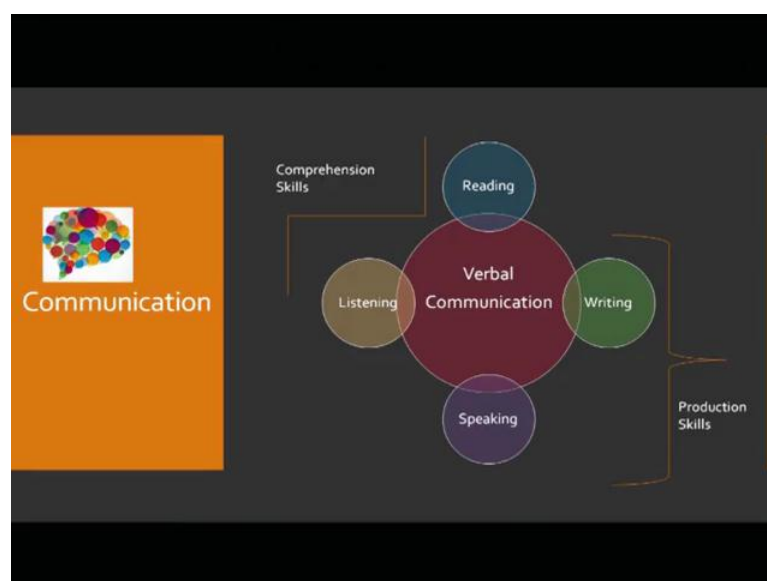 Communication
Comprehension
Skills
Reading
Verbal
Communication
Listening
Writing
Speaking
Production
Skills